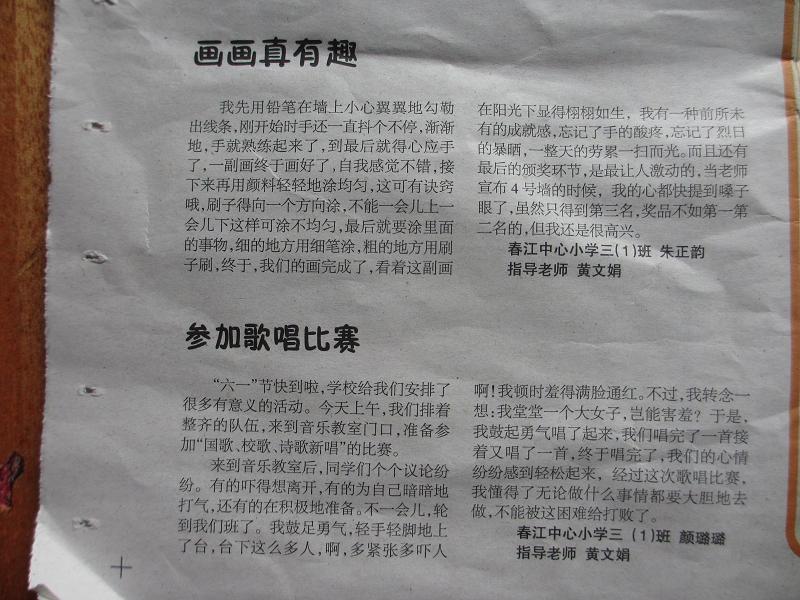 画画真有趣
我先用铅笔在墙上小心翼翼地勾勒
出线条,刚开始时手还一直抖个不停,渐渐
地,手就熟练起来了,到最后就得心应手
了,一副画终于画好了,自我感觉不错,接
下来再用颜料轻轻地涂均匀,这可有诀窍
哦,刷子得向一个方向涂,不能一会儿上一
会儿下这样可涂不均匀,最后就要涂里面
的事物,细的地方用细笔涂,粗的地方用刷
子刷,终于,我们的画完成了,看着这副画
在阳光下显得栩栩如生，我有一种前所未
有的成就感,忘记了手的酸疼,忘记了烈日
的暴晒,一整天的劳累一扫而光。而且还有
最后的颁奖环节,是最让人激动的,当老师
宣布4号墙的时候，我的心都快提到嗓子
眼了,虽然只得到第三名,奖品不如第一第
二名的,但我还是很高兴。
春江中心小学三(1)班 朱正韵
指导老师 黄文娟
参加歌唱比赛
“六一”节快到啦,学校给我们安排了
很多有意义的活动。今天上午,我们排着
整齐的队伍,来到音乐教室门口,准备参
加“国歌、校歌、诗歌新唱”的比赛。
来到音乐教室后,同学们个个议论纷
纷。有的吓得想离开,有的为自己暗暗地
打气,还有的在积极地准备。不一会儿,轮
到我们班了。我鼓足勇气,轻手轻脚地上
了台,台下这么多人,啊,多紧张多吓人
啊!我顿时羞得满脸通红。不过,我转念一
想:我堂堂一个大女子,岂能害羞？于是,
我鼓起勇气唱了起来,我们唱完了一首接
着又唱了一首,终于唱完了,我们的心情
纷纷感到轻松起来，经过这次歌唱比赛,
我懂得了无论做什么事情都要大胆地去
做,不能被这困难给打败了。
春江中心小学三 (1)班 颜璐璐
指导老师 黄文娟